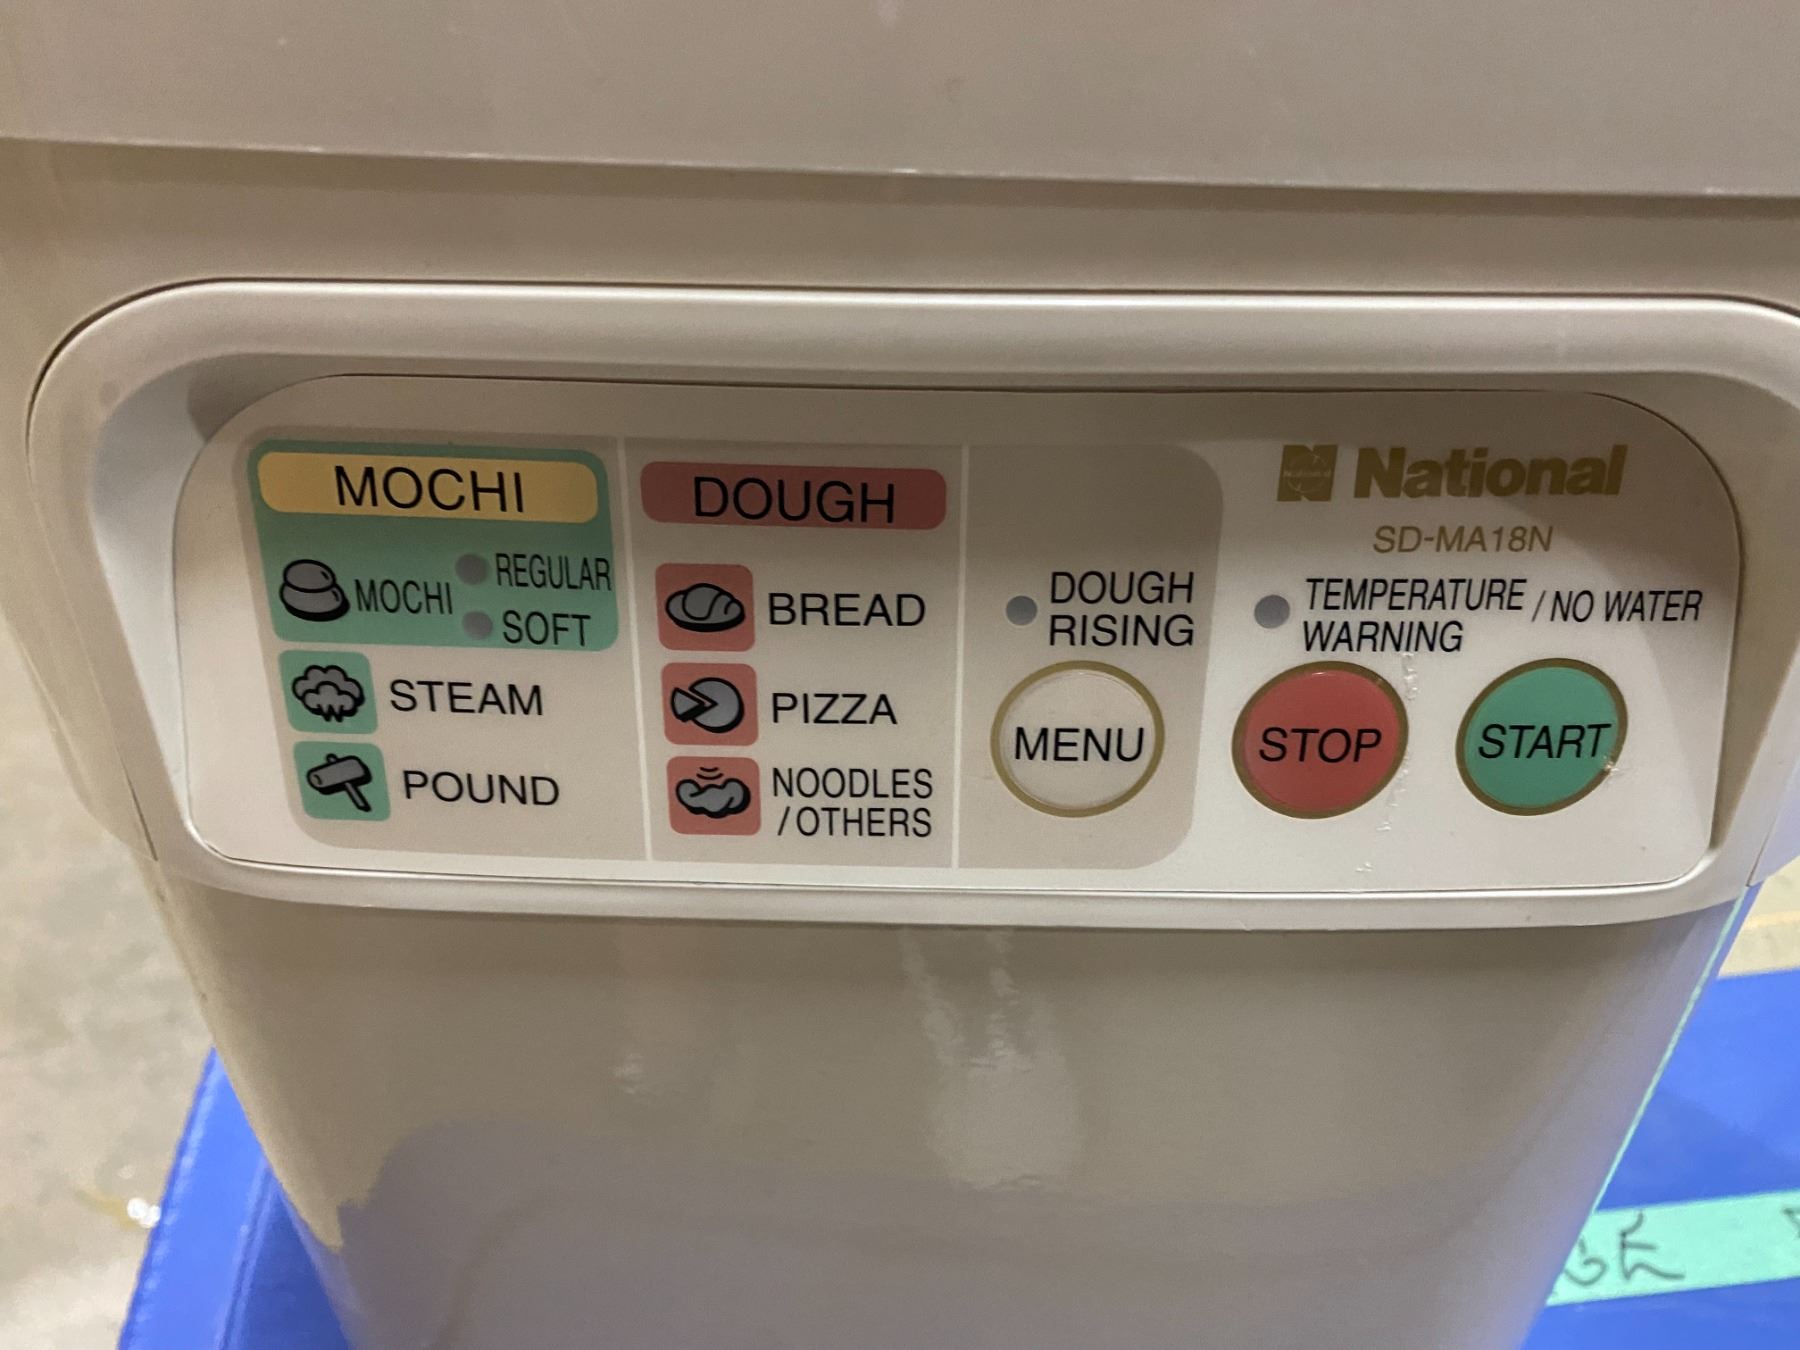 MOCHI
MOCHI
REGULAR
SOFT
STEAM
POUND
DOUGH
BREAD
PIZZA
NOODLES
/OTHERS
DOUGH
RISING
MENU
National
SD-MA18N
TEMPERATURE / NO WATER
WARNING
STOP
START